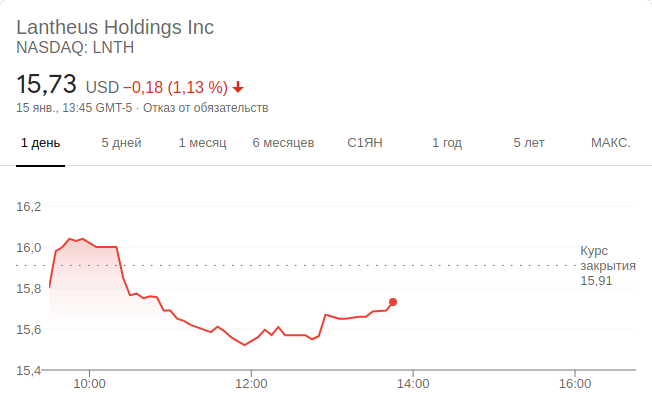 Lantheus Holdings Inc
NASDAQ: LNTH
15,73 USD −0,18 (1,13 %)
15 янв., 13:45 GMT-5 · Отказ от обязательств
1 день 5 дней 1 месяц 6 месяцев С1ЯН 1 год 5 лет МАКС.
16,2
16,0
15,8
15,6
15,4
Курс
закрытия
15,91
10:00 12:00 14:00 16:00